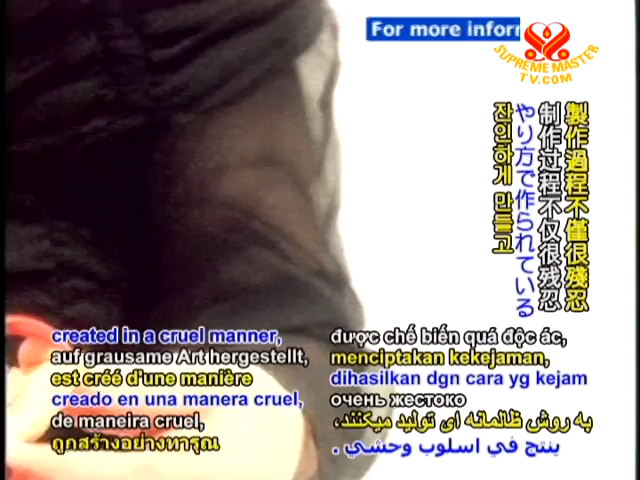 For more infor
SUPREME MASTER
TV.COM
製作過程不僅很殘忍
制作过程不仅很残忍
やり方で作られている
잔인하게 만들고
created in a cruel manner,
auf grausame Art hergestellt,
est créé d'une manière
creado en una manera cruel,
de maneira cruel,
ถูกสร้างอย่างทารุณ
được chế biến quá độc ác,
menciptakan kekejaman,
dihasilkan dgn cara yg kejam
очень жестоко
به روش ظالمانه ای تولید میکنند،
ينتج في اسلوب وحشي .